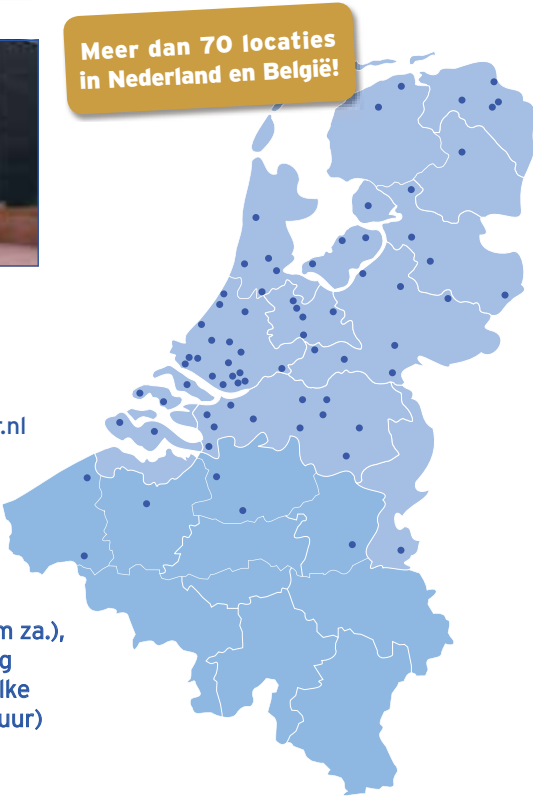 Meer dan 70 locaties
in Nederland en België!
.nl
m za.),
g
lke
uur)